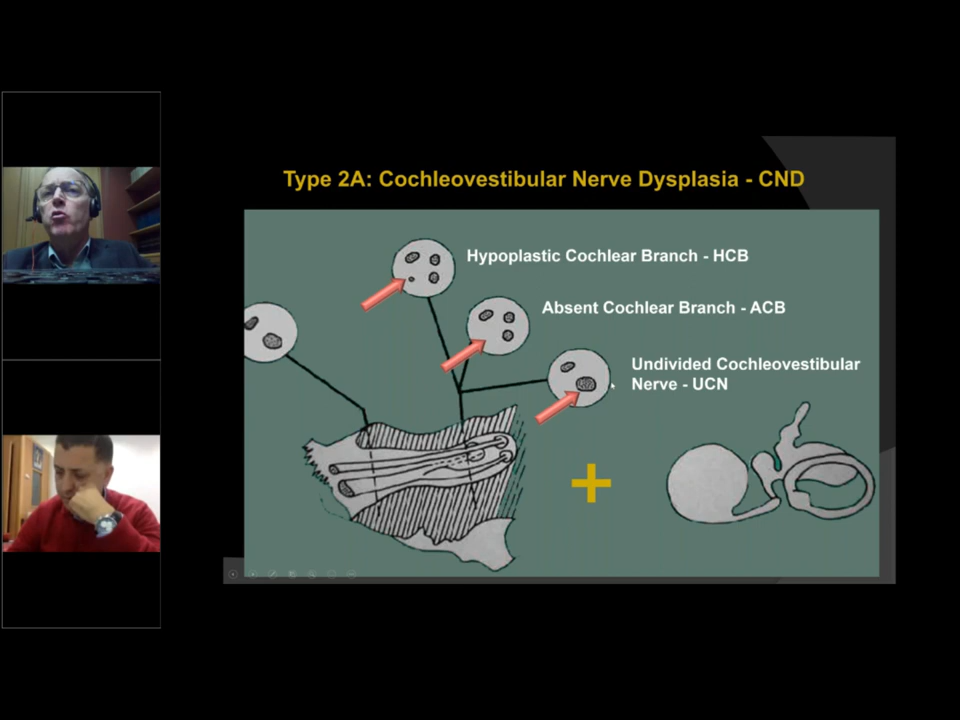 Type 2A: Cochleovestibular Nerve Dysplasia - CND
Hypoplastic Cochlear Branch - HCB
Absent Cochlear Branch - ACB
Undivided Cochleovestibular
Nerve - UCN